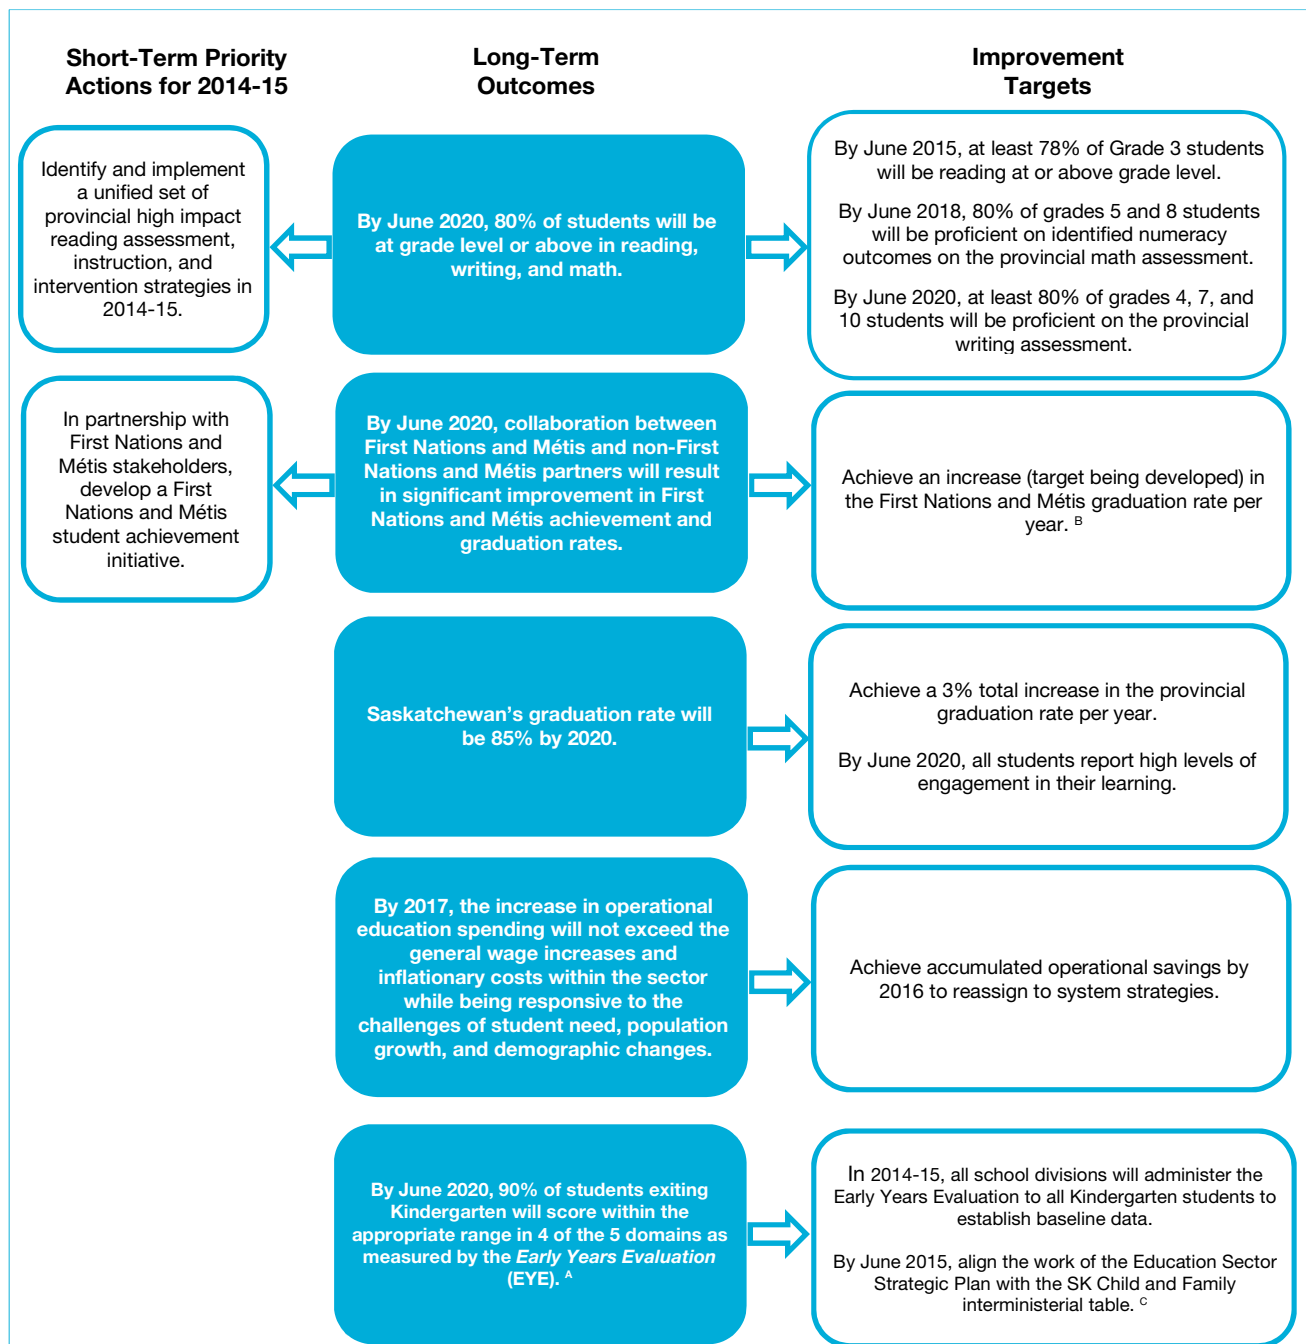 Short-Term Priority
Actions for 2014-15
Long-Term
Outcomes
Improvement
Targets
Identify and implement
a unified set of
provincial high impact
reading assessment,
instruction, and
intervention strategies in
2014-15.
By June 2020, 80% of students will be
at grade level or above in reading,
writing, and math.
By June 2015, at least 78% of Grade 3 students
will be reading at or above grade level.
By June 2018, 80% of grades 5 and 8 students
will be proficient on identified numeracy
outcomes on the provincial math assessment.
By June 2020, at least 80% of grades 4, 7, and
10 students will be proficient on the provincial
writing assessment.
In partnership with
First Nations and
Métis stakeholders,
develop a First
Nations and Métis
student achievement
initiative.
By June 2020, collaboration between
First Nations and Métis and non-First
Nations and Métis partners will result
in significant improvement in First
Nations and Métis achievement and
graduation rates.
Achieve an increase (target being developed) in
the First Nations and Métis graduation rate per
year. B
Saskatchewan's graduation rate will
be 85% by 2020.
Achieve a 3% total increase in the provincial
graduation rate per year.
By June 2020, all students report high levels of
engagement in their learning.
By 2017, the increase in operational
education spending will not exceed the
general wage increases and
inflationary costs within the sector
while being responsive to the
challenges of student need, population
growth, and demographic changes.
Achieve accumulated operational savings by
2016 to reassign to system strategies.
By June 2020, 90% of students exiting
Kindergarten will score within the
appropriate range in 4 of the 5 domains as
measured by the Early Years Evaluation
(EYE). A
In 2014-15, all school divisions will administer the
Early Years Evaluation to all Kindergarten students to
establish baseline data.
By June 2015, align the work of the Education Sector
Strategic Plan with the SK Child and Family
interministerial table. C